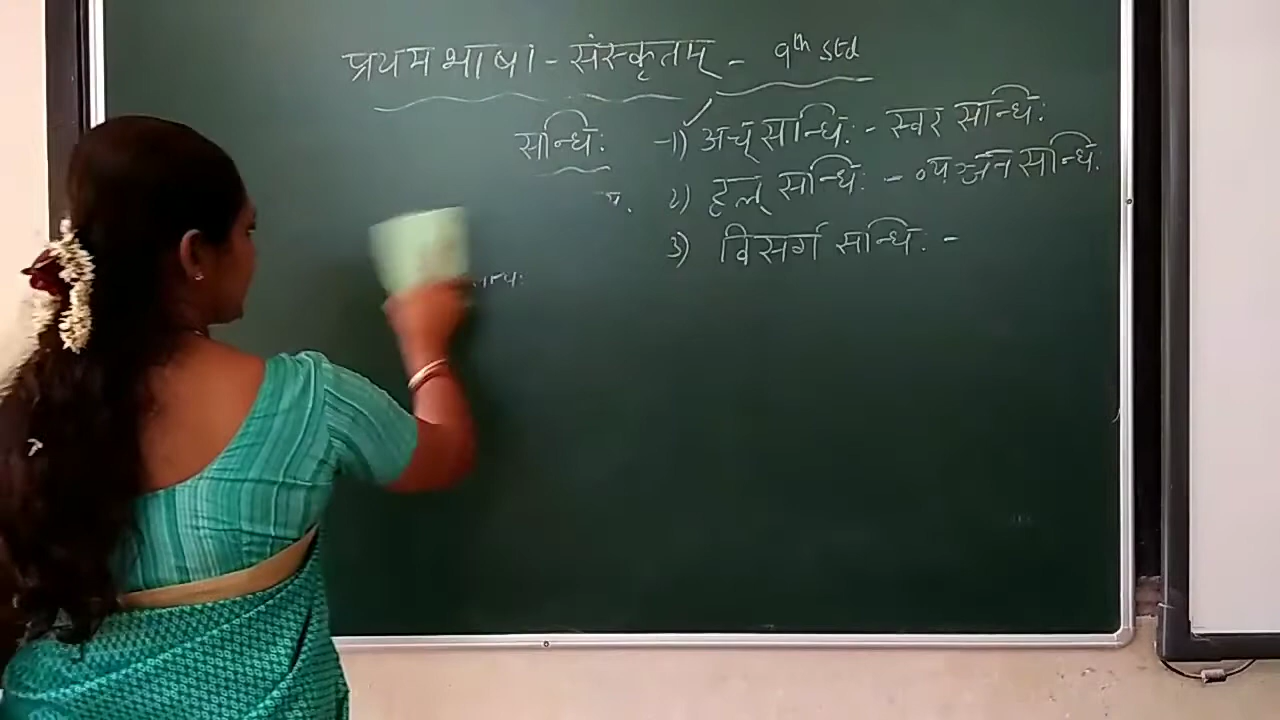 प्रथम भाषा - संस्कृतम् - 9th std
सन्धिः - १) अच् सन्धिः - स्वर सन्धिः
२) हल् सन्धिः - व्यञ्जन सन्धिः
३) विसर्ग सन्धिः -